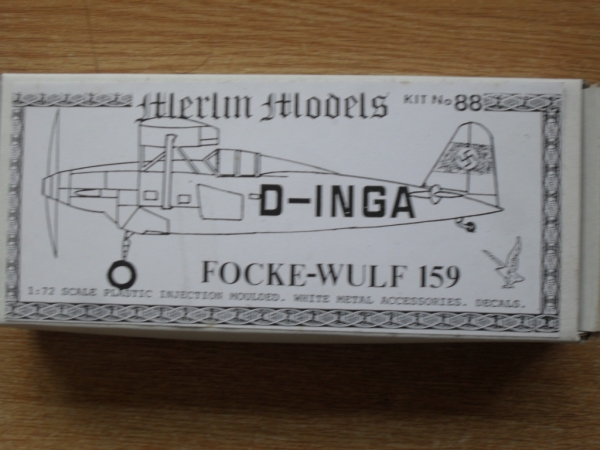 Merlin Models
KIT No 88
D-INGA
FOCKE-WULF 159
1:72 SCALE PLASTIC INJECTION MOULDED. WHITE METAL ACCESSORIES. DECALS.